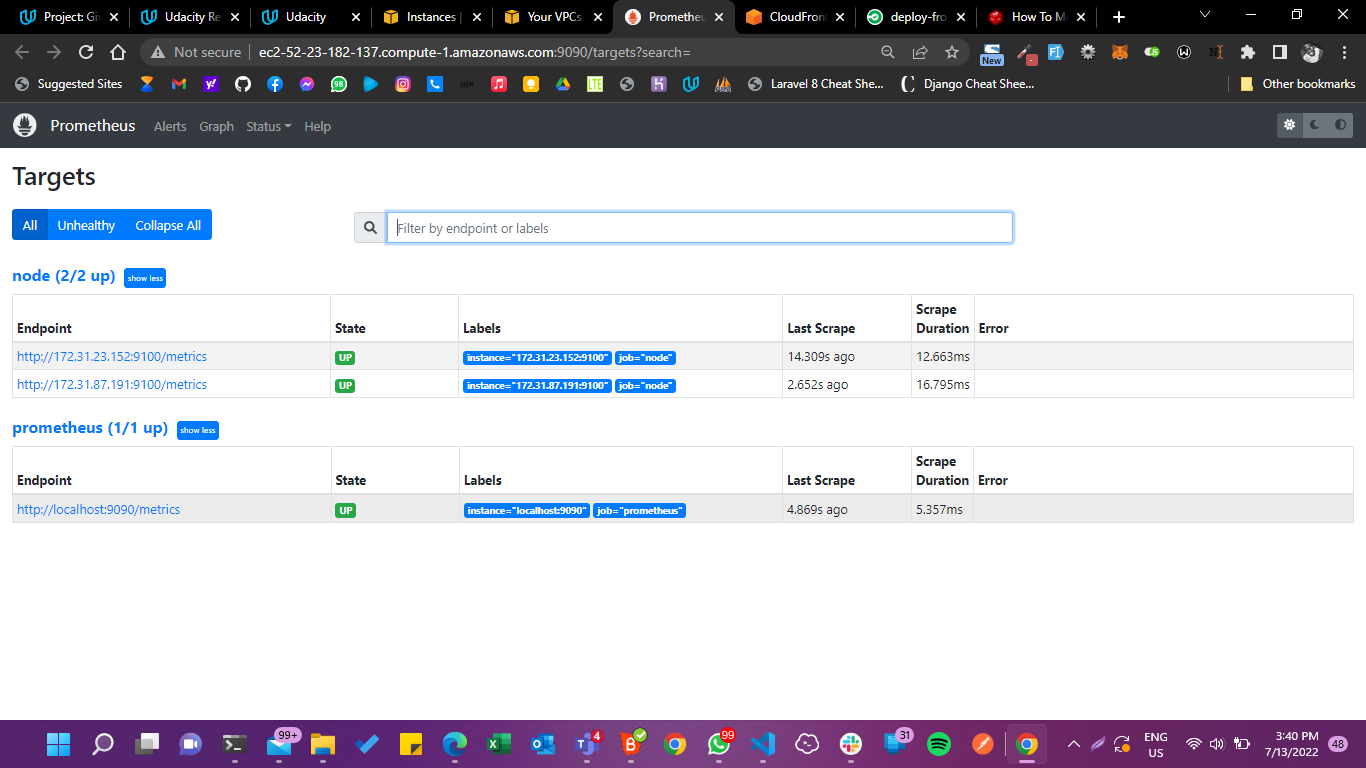 Project: Giv
Udacity Re
Udacity
Instances |
Your VPCs
Prometheu
CloudFron
deploy-fro
How To Mi
Not secure
ec2-52-23-182-137.compute-1.amazonaws.com:9090/targets?search=
New
Suggested Sites
98
LTE
Laravel 8 Cheat She...
Django Cheat Shee...
Other bookmarks
Prometheus Alerts Graph Status Help
Targets
All Unhealthy Collapse All
Filter by endpoint or labels
node (2/2 up) show less
Endpoint State Labels Last Scrape Scrape Duration Error
http://172.31.23.152:9100/metrics UP instance="172.31.23.152:9100" job="node" 14.309s ago 12.663ms
http://172.31.87.191:9100/metrics UP instance="172.31.87.191:9100" job="node" 2.652s ago 16.795ms
prometheus (1/1 up) show less
Endpoint State Labels Last Scrape Scrape Duration Error
http://localhost:9090/metrics UP instance="localhost:9090" job="prometheus" 4.869s ago 5.357ms
99+
4
99
31
ENG
US
3:40 PM
7/13/2022
48